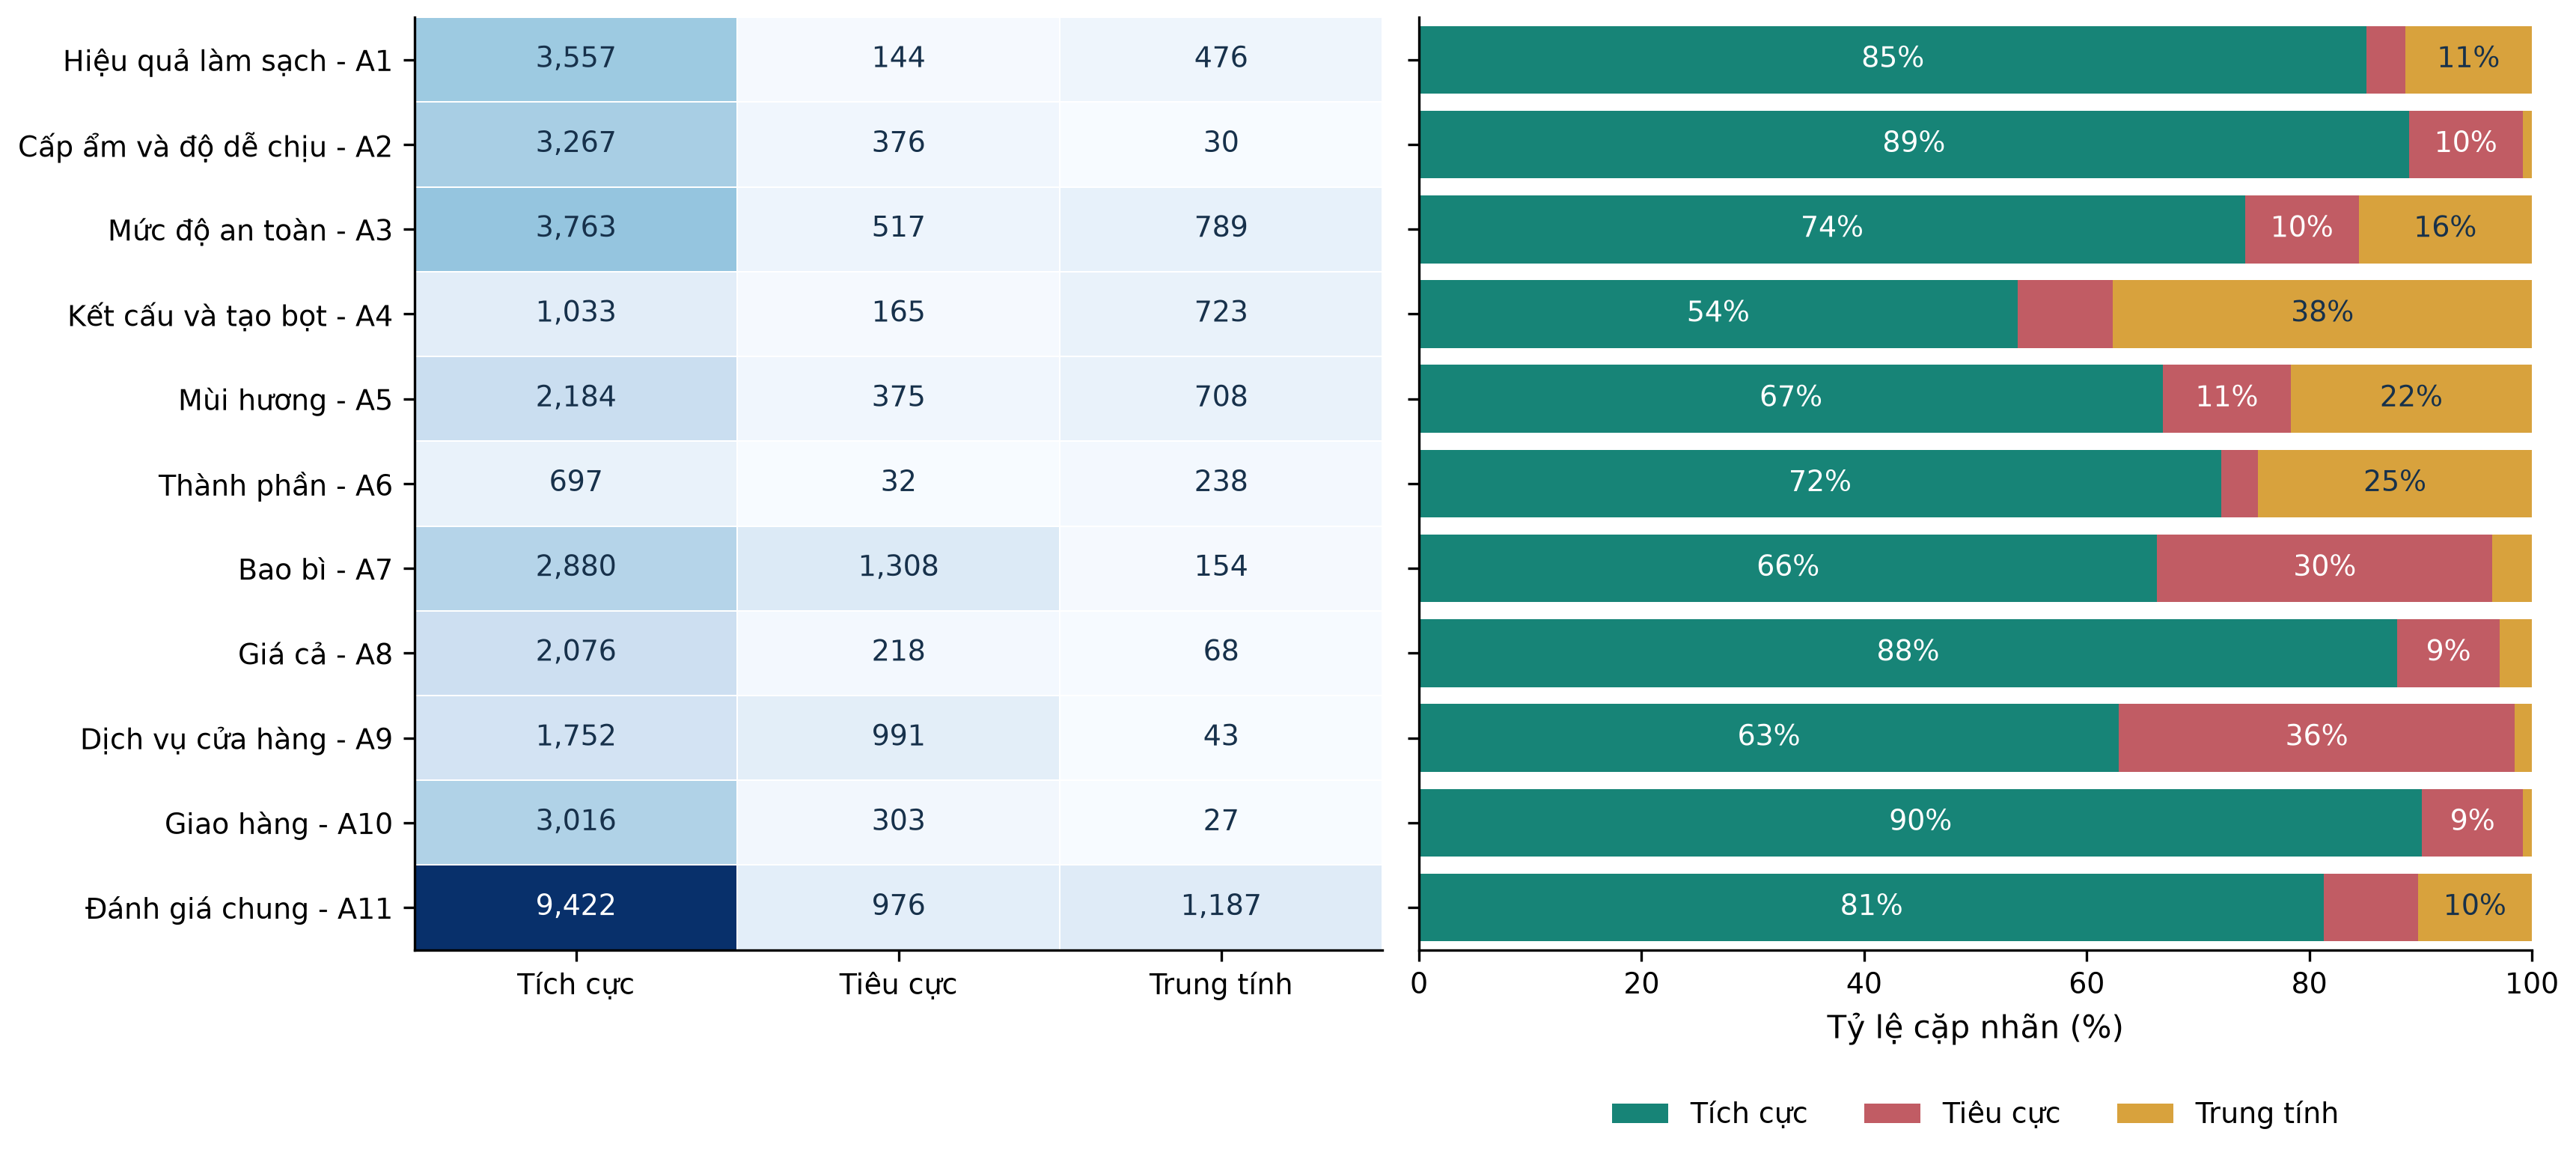 Hiệu quả làm sạch - A1 3,557 144 476 85% 11%
Cấp ẩm và độ dễ chịu - A2 3,267 376 30 89% 10%
Mức độ an toàn - A3 3,763 517 789 74% 10% 16%
Kết cấu và tạo bọt - A4 1,033 165 723 54% 38%
Mùi hương - A5 2,184 375 708 67% 11% 22%
Thành phần - A6 697 32 238 72% 25%
Bao bì - A7 2,880 1,308 154 66% 30%
Giá cả - A8 2,076 218 68 88% 9%
Dịch vụ cửa hàng - A9 1,752 991 43 63% 36%
Giao hàng - A10 3,016 303 27 90% 9%
Đánh giá chung - A11 9,422 976 1,187 81% 10%
Tích cực Tiêu cực Trung tính 0 20 40 60 80 100
Tỷ lệ cặp nhãn (%)
Tích cực Tiêu cực Trung tính